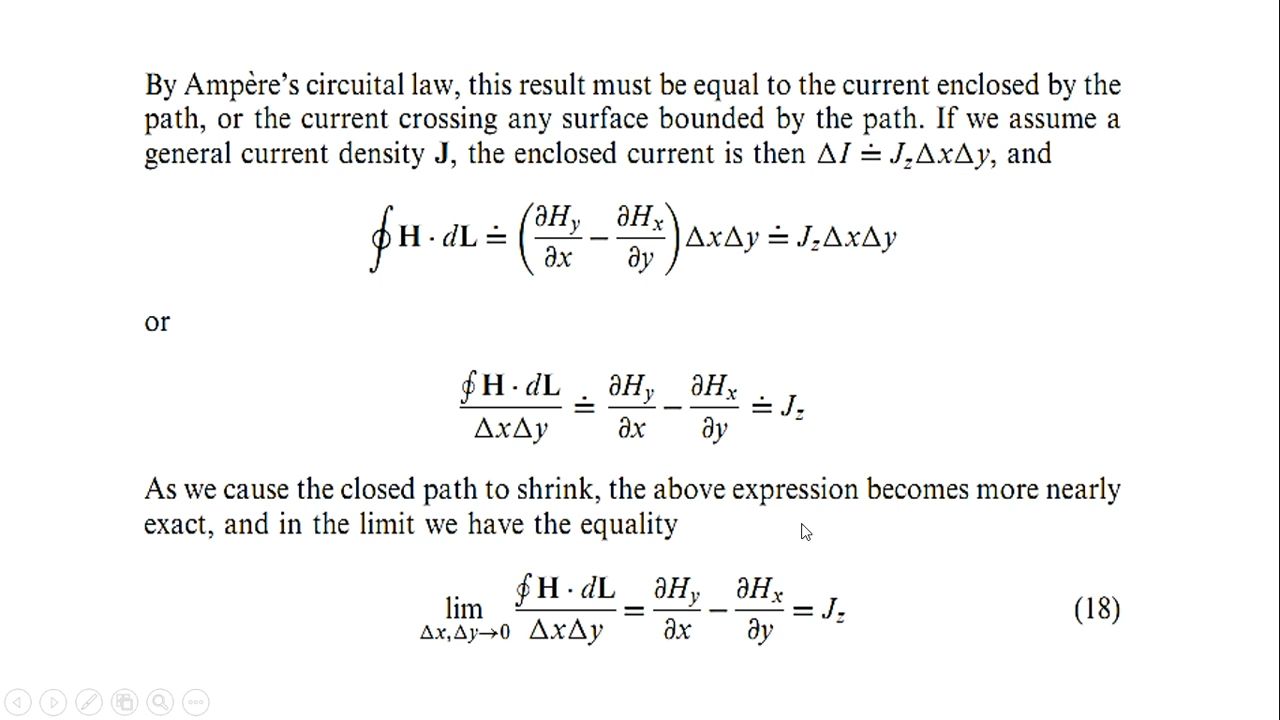 By Ampère's circuital law, this result must be equal to the current enclosed by the
path, or the current crossing any surface bounded by the path. If we assume a
general current density J, the enclosed current is then ΔI ≐ J_zΔxΔy, and
∮ H · dL ≐ (∂H_y/∂x − ∂H_x/∂y) ΔxΔy ≐ J_zΔxΔy
or
∮ H · dL / ΔxΔy ≐ ∂H_y/∂x − ∂H_x/∂y ≐ J_z
As we cause the closed path to shrink, the above expression becomes more nearly
exact, and in the limit we have the equality
lim_{Δx,Δy→0} ∮ H · dL / ΔxΔy = ∂H_y/∂x − ∂H_x/∂y = J_z (18)